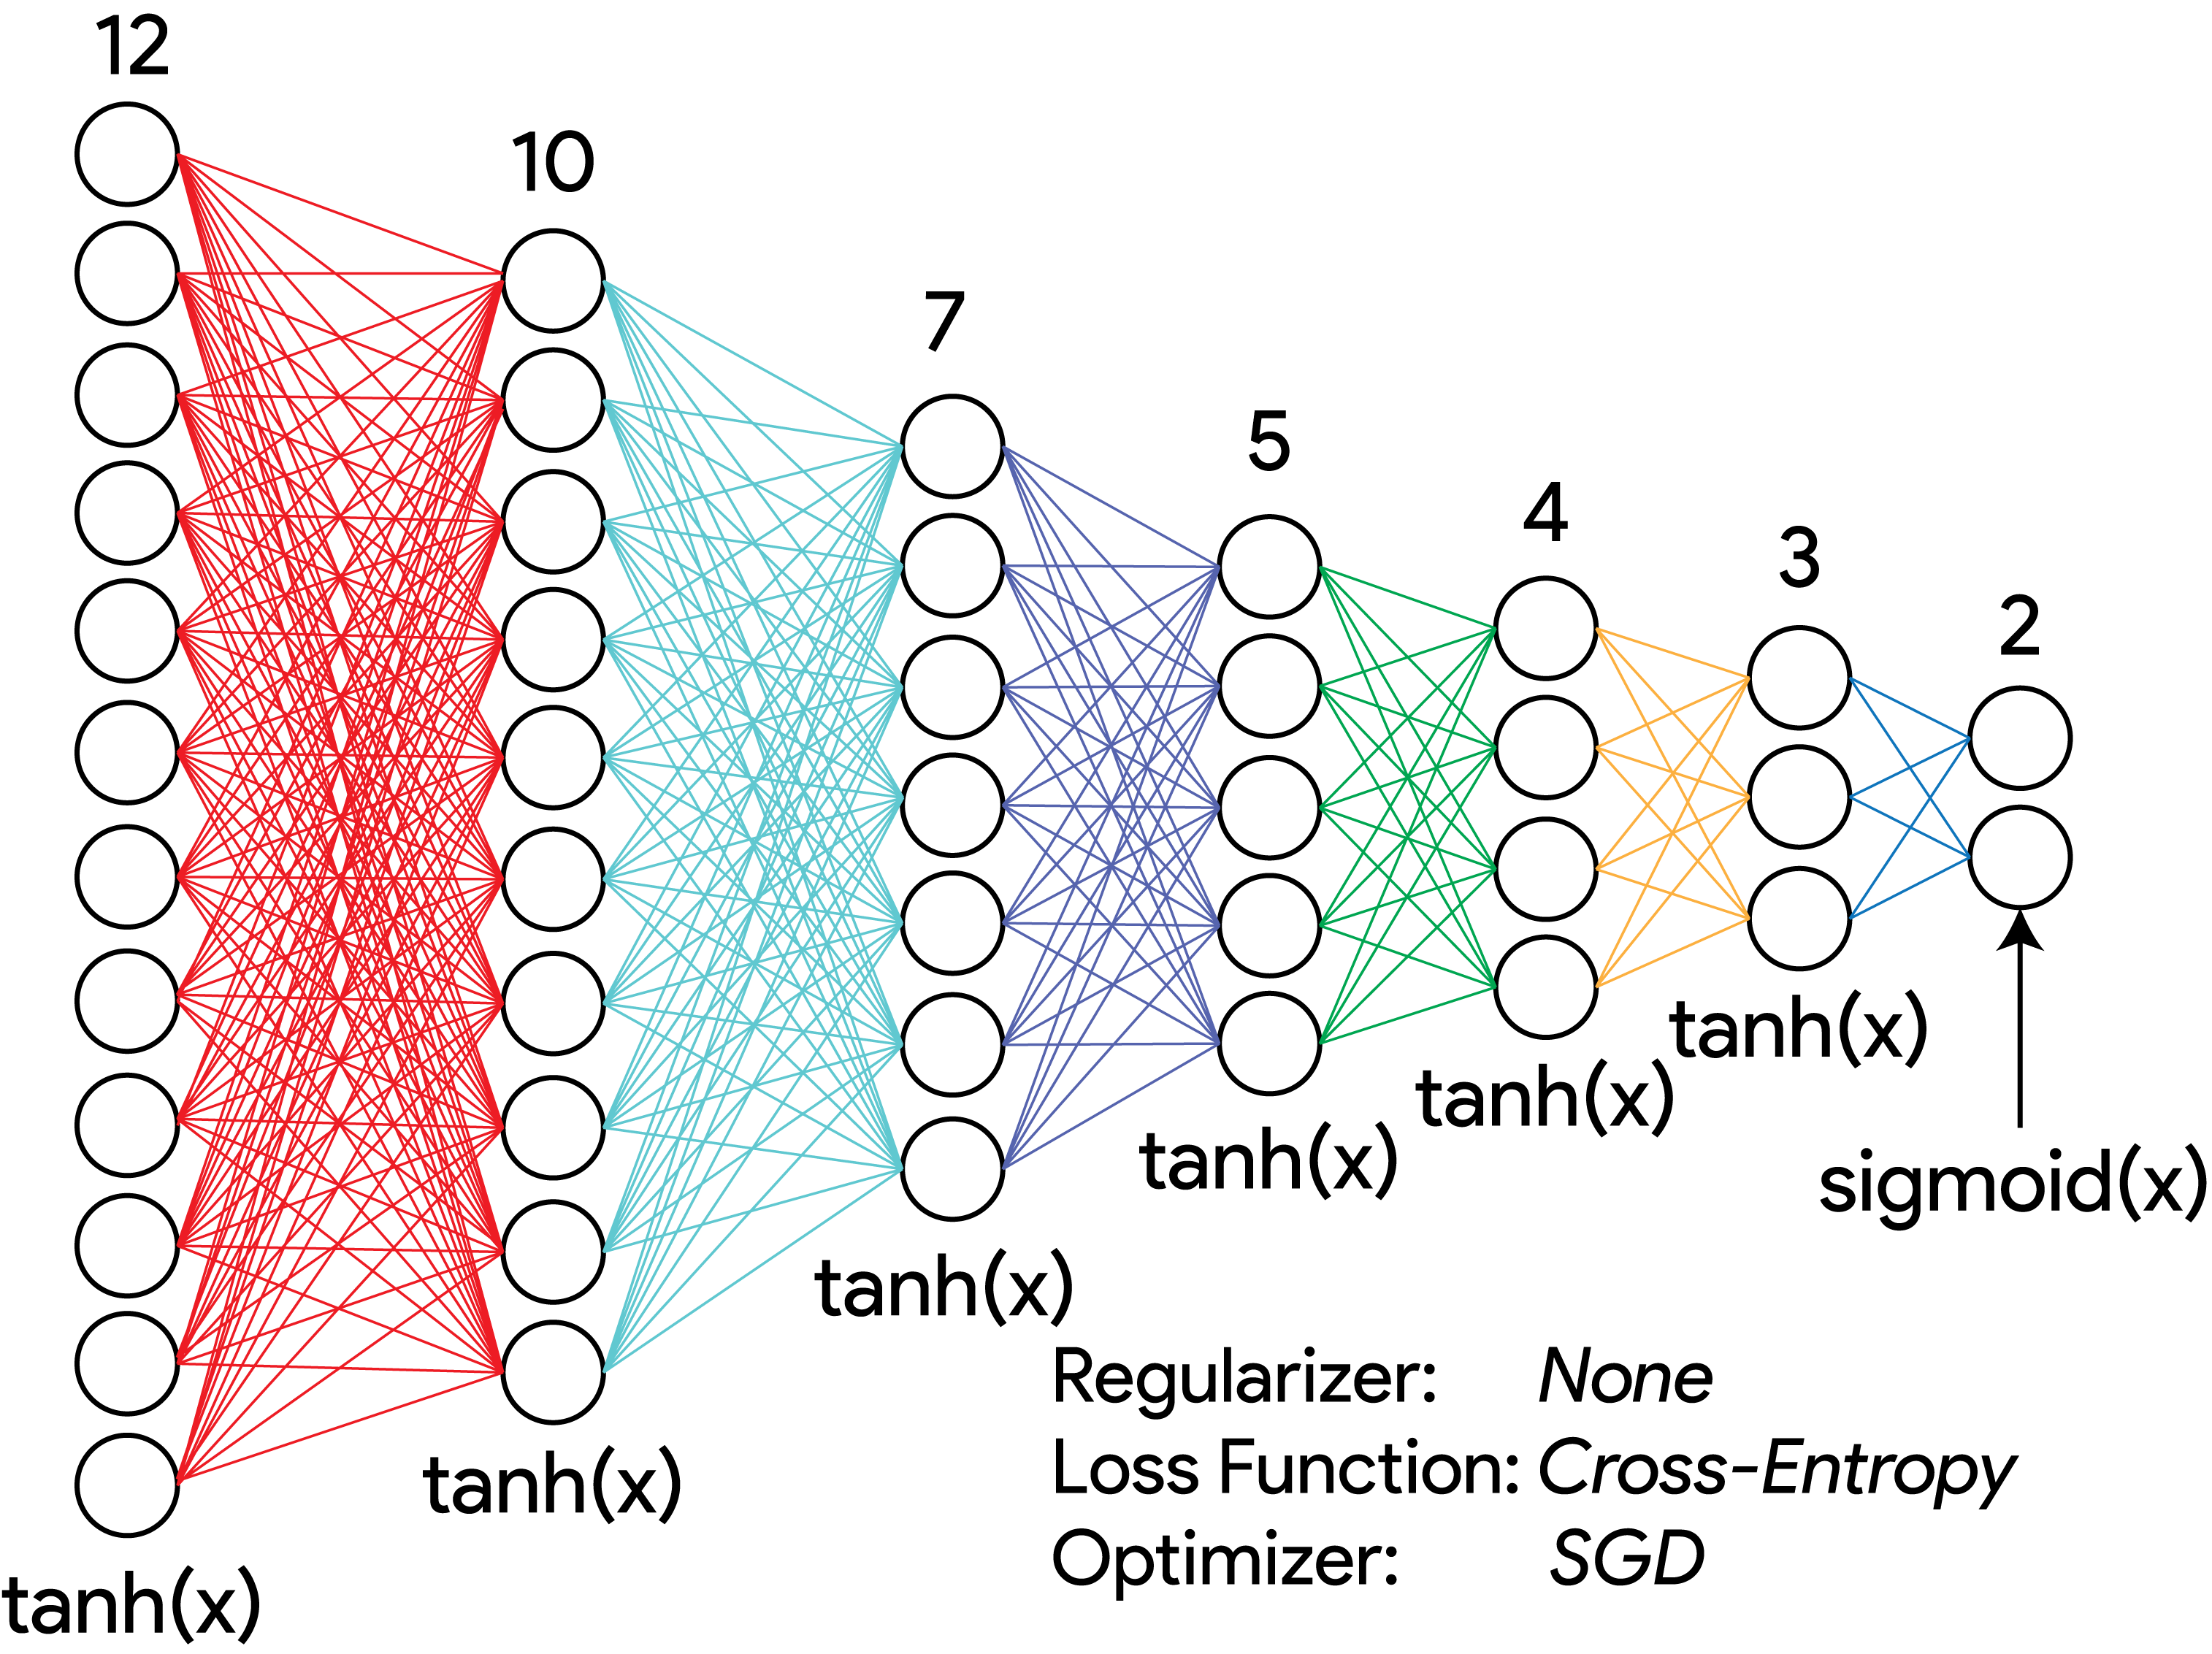 12
10
7
5
4
3
2
tanh(x)
tanh(x)
tanh(x)
tanh(x)
tanh(x)
tanh(x)
sigmoid(x)
Regularizer: None
Loss Function: Cross-Entropy
Optimizer: SGD